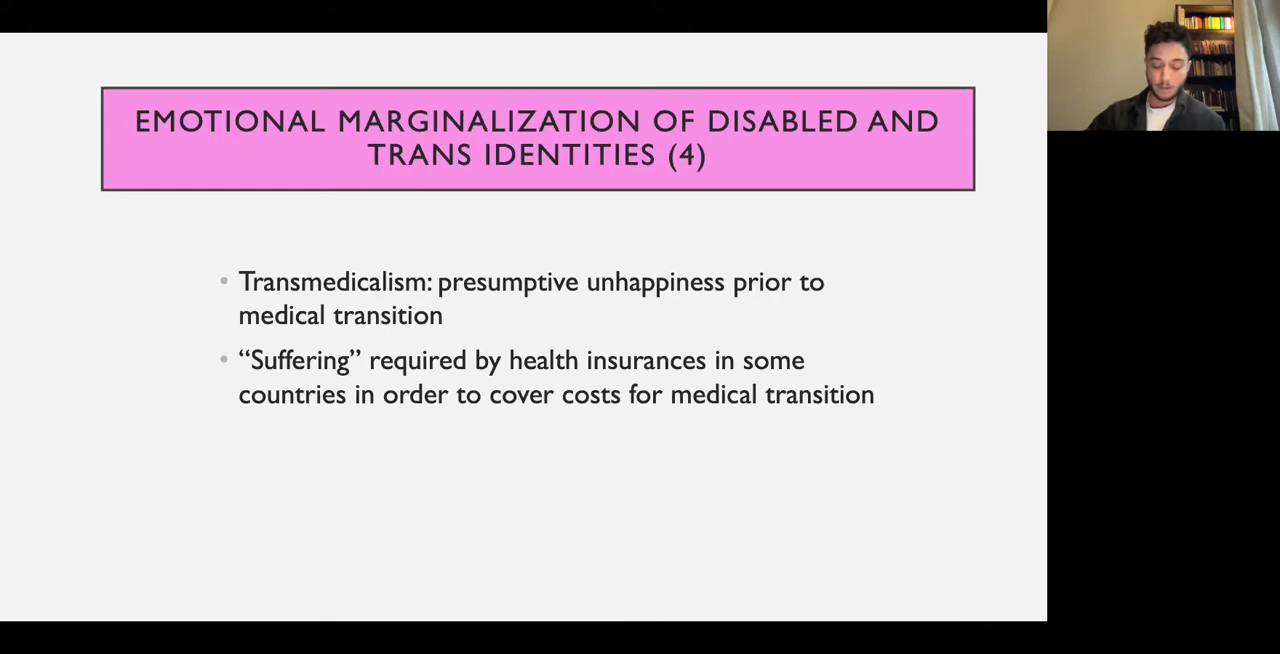 EMOTIONAL MARGINALIZATION OF DISABLED AND
TRANS IDENTITIES (4)
• Transmedicalism: presumptive unhappiness prior to
medical transition
• “Suffering” required by health insurances in some
countries in order to cover costs for medical transition